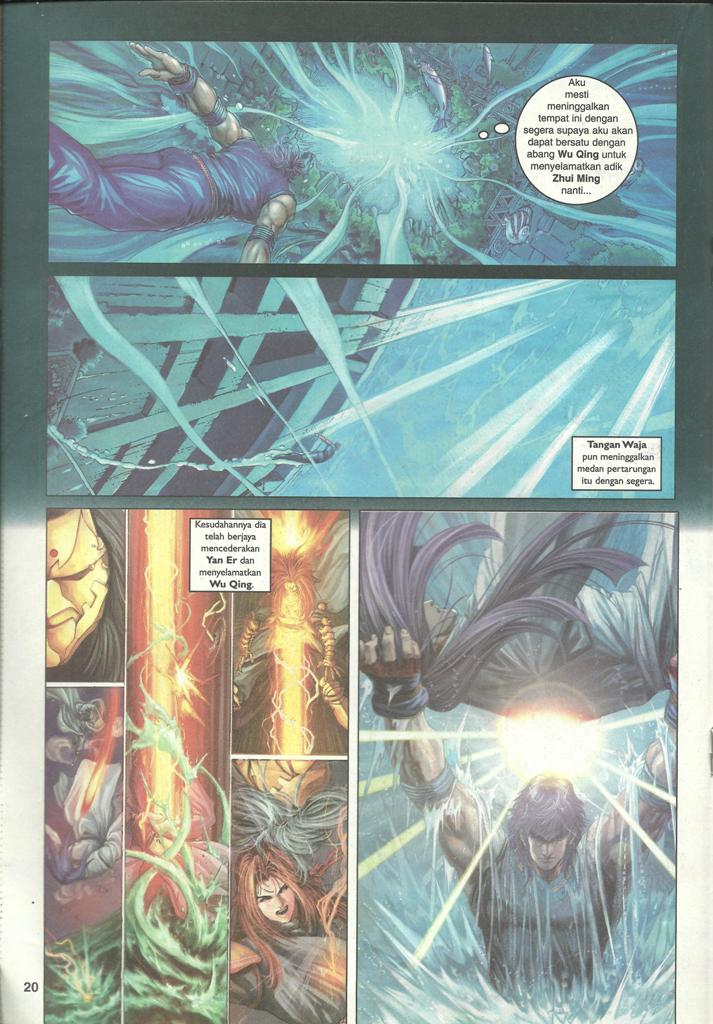 Aku
mesti
meninggalkan
tempat ini dengan
segera supaya aku akan
dapat bersatu dengan
abang Wu Qing untuk
menyelamatkan adik
Zhui Ming
nanti...
Tangan Waja
pun meninggalkan
medan pertarungan
itu dengan segera.
Kesudahannya dia
telah berjaya
mencederakan
Yan Er dan
menyelamatkan
Wu Qing.
20